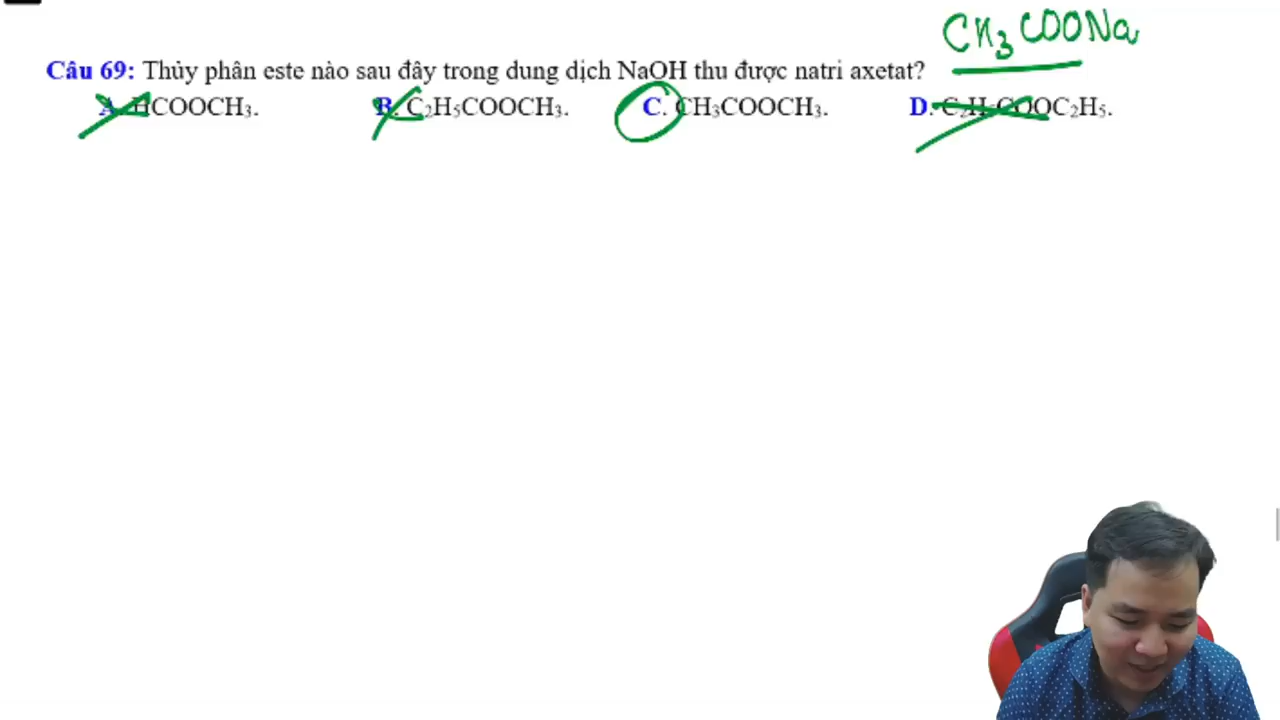 CH₃COONa
Câu 69: Thủy phân este nào sau đây trong dung dịch NaOH thu được natri axetat?
A. HCOOCH₃. B. C₂H₅COOCH₃. C. CH₃COOCH₃. D. C₂H₅COOC₂H₅.